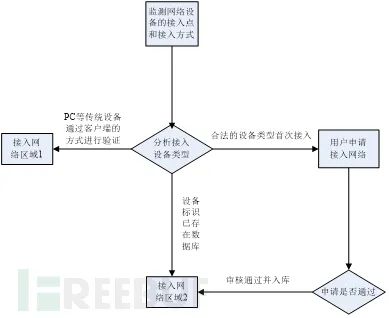 监测网络设
备的接入点
和接入方式
PC等传统设备
通过客户端的
方式进行验证
合法的设备类型首次接入
接入网
络区域1
分析接入
设备类型
用户申请
接入网络
设备
标识
已存
在数
据库
审核通过并入库
接入网
络区域2
申请是否通过
FREEBUF